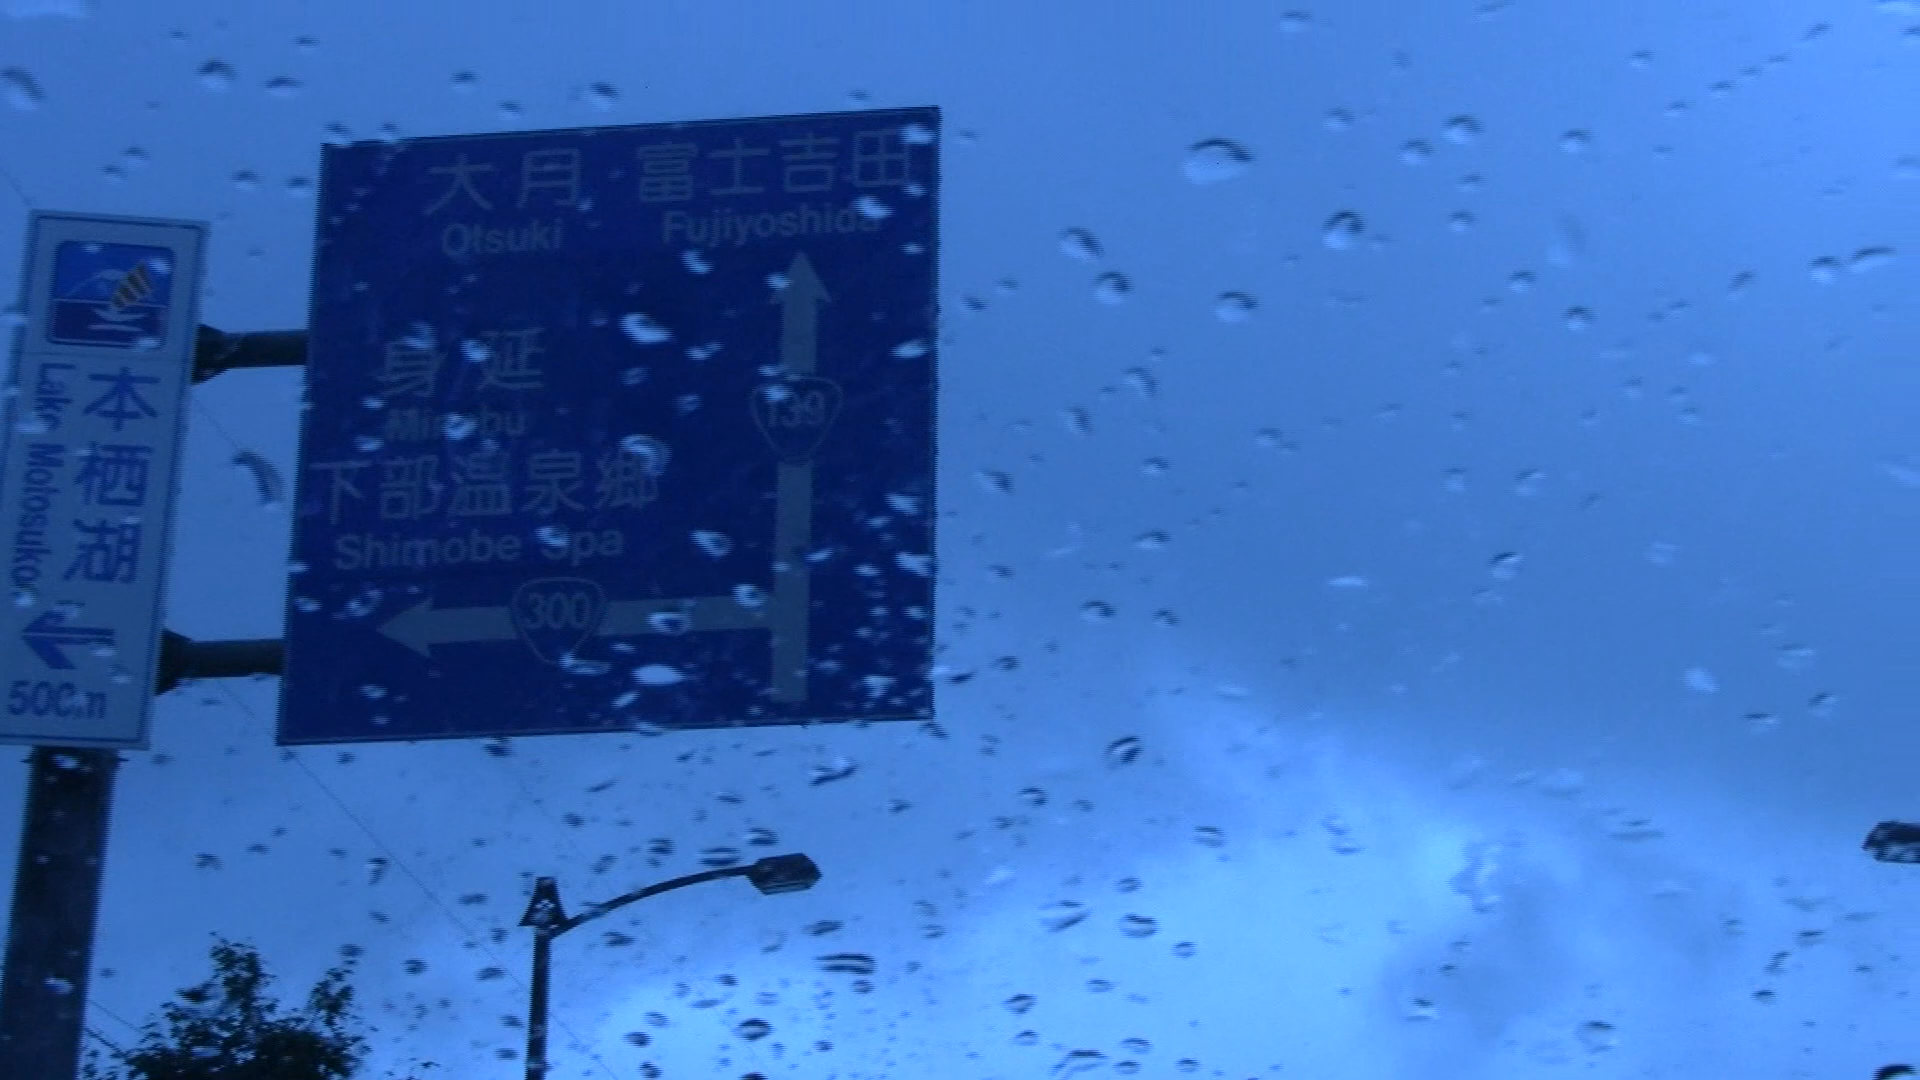 大月 富士吉田
Otsuki Fujiyoshida
身延
Minobu
139
下部温泉郷
Shimobe Spa
300
本栖湖
Lake Motosuko
500m